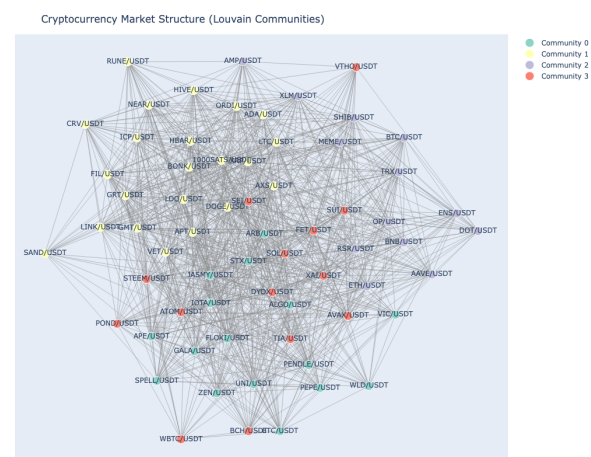 Cryptocurrency Market Structure (Louvain Communities)
Community 0
Community 1
Community 2
Community 3
RUNE/USDT
AMP/USDT
VTHO/USDT
HIVE/USDT
XLM/USDT
NEAR/USDT
ORDI/USDT
ADA/USDT
SHIB/USDT
CRV/USDT
ICP/USDT
HBAR/USDT
LTC/USDT
MEME/USDT
BTC/USDT
1000SATS/USDT
BONK/USDT
FIL/USDT
TRX/USDT
AXS/USDT
GRT/USDT
LDO/USDT
SEI/USDT
DOGE/USDT
SUI/USDT
ENS/USDT
OP/USDT
LINK/USDT
GMT/USDT
APT/USDT
ARB/USDT
FET/USDT
DOT/USDT
BNB/USDT
SAND/USDT
VET/USDT
SOL/USDT
RSR/USDT
STX/USDT
JASMY/USDT
XAI/USDT
AAVE/USDT
STEEM/USDT
ETH/USDT
DYDX/USDT
IOTA/USDT
ALGO/USDT
ATOM/USDT
AVAX/USDT
VIC/USDT
POND/USDT
APE/USDT
FLOKI/USDT
TIA/USDT
GALA/USDT
PENDLE/USDT
SPELL/USDT
UNI/USDT
PEPE/USDT
WLD/USDT
ZEN/USDT
WBTC/USDT
BCH/USDT
ETC/USDT